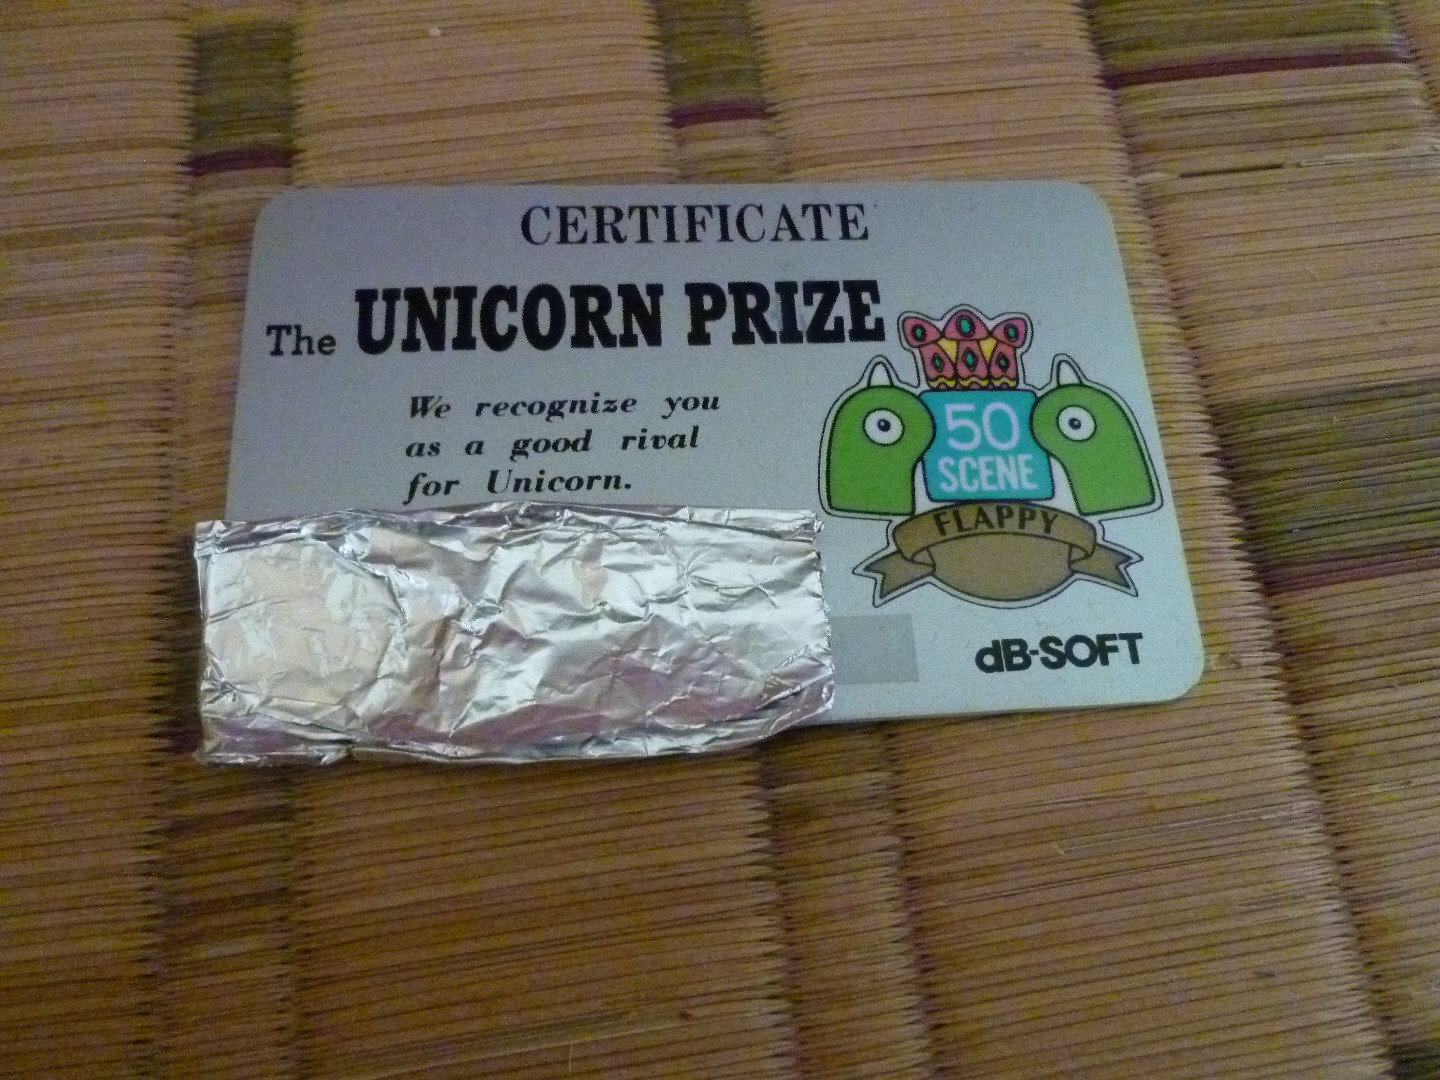 CERTIFICATE
The UNICORN PRIZE
We recognize you
as a good rival
for Unicorn.
50
SCENE
FLAPPY
dB-SOFT